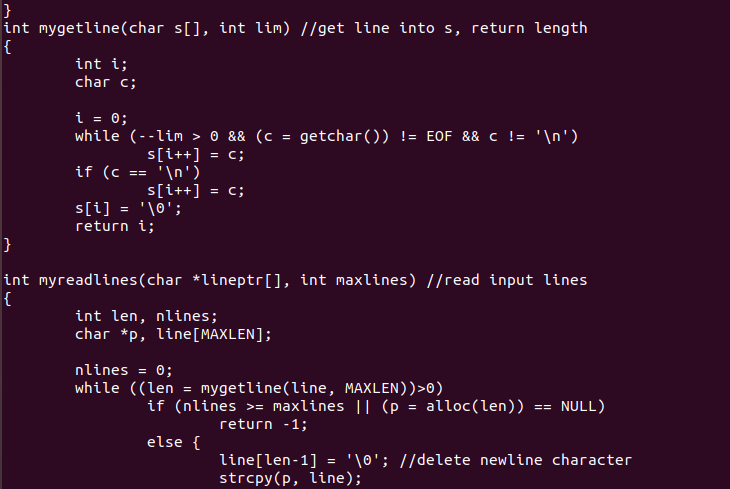 }
int mygetline(char s[], int lim) //get line into s, return length
{
        int i;
        char c;

        i = 0;
        while (--lim > 0 && (c = getchar()) != EOF && c != '\n')
                s[i++] = c;
        if (c == '\n')
                s[i++] = c;
        s[i] = '\0';
        return i;
}

int myreadlines(char *lineptr[], int maxlines) //read input lines
{
        int len, nlines;
        char *p, line[MAXLEN];

        nlines = 0;
        while ((len = mygetline(line, MAXLEN))>0)
                if (nlines >= maxlines || (p = alloc(len)) == NULL)
                        return -1;
                else {
                        line[len-1] = '\0'; //delete newline character
                        strcpy(p, line);